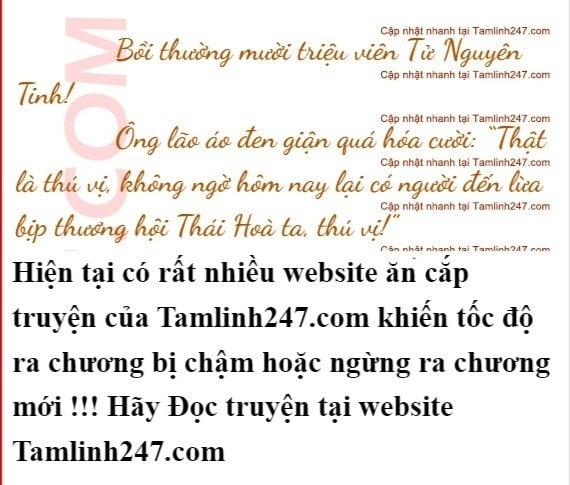 Cập nhật nhanh tại Tamlinh247.com
Bồi thường mười triệu viên Tử Nguyên
Cập nhật nhanh tại Tamlinh247.com
Tinh!
Cập nhật nhanh tại Tamlinh247.com
Ông lão áo đen giận quá hóa cười: "Thật
Cập nhật nhanh tại Tamlinh247.com
là thú vị, không ngờ hôm nay lại có người đến lừa
Cập nhật nhanh tại Tamlinh247.com
bịp thương hội Thái Hoà ta, thú vị!"
Cập nhật nhanh tại Tamlinh247.com
COM
Hiện tại có rất nhiều website ăn cắp
truyện của Tamlinh247.com khiến tốc độ
ra chương bị chậm hoặc ngừng ra chương
mới !!! Hãy Đọc truyện tại website
Tamlinh247.com